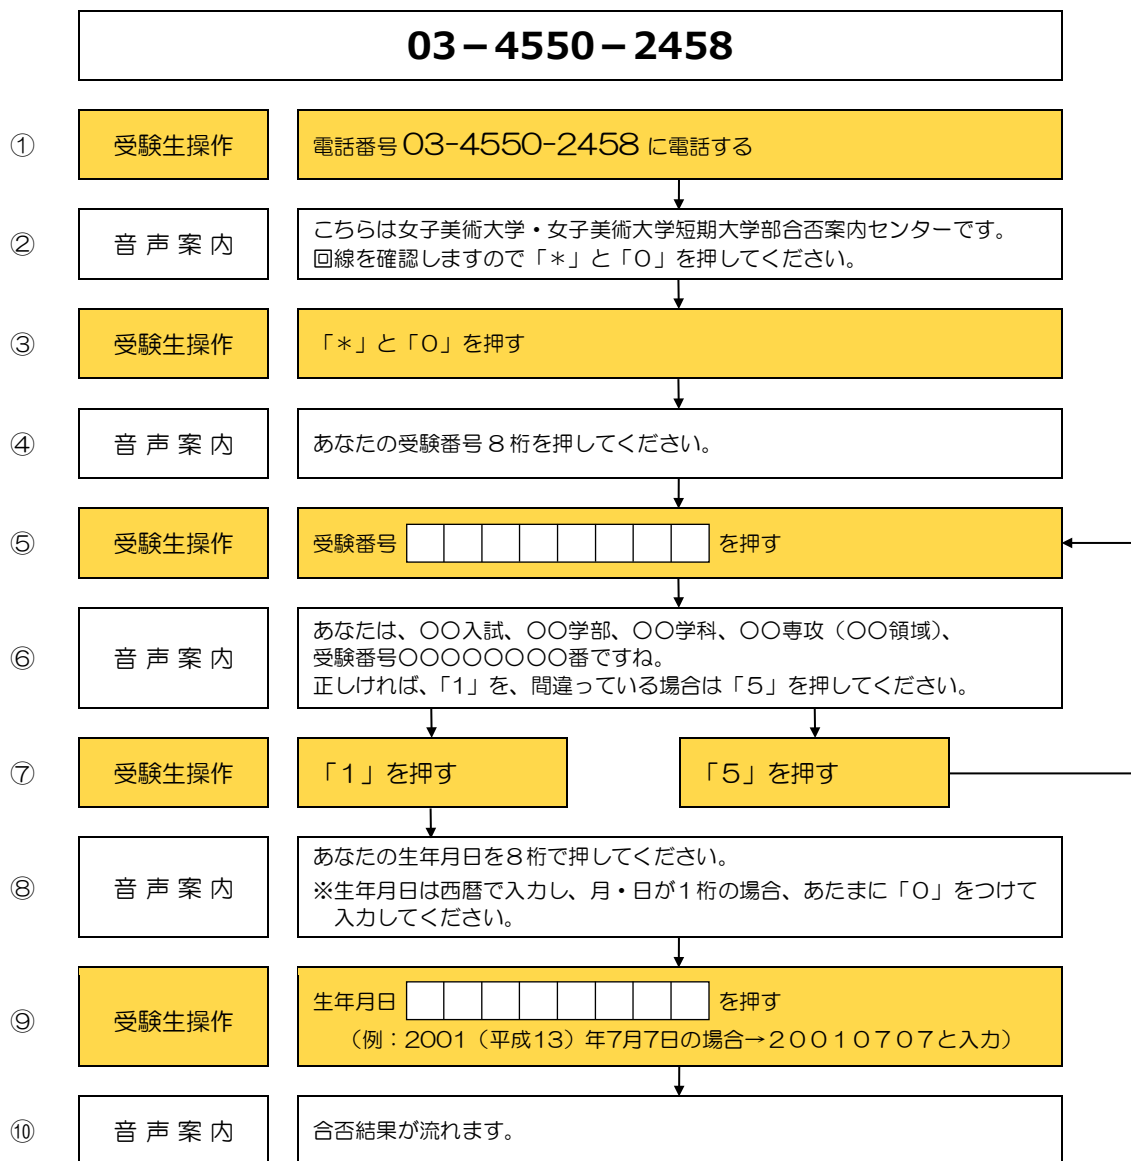 03－4550－2458
① 受験生操作 電話番号 03-4550-2458 に電話する
② 音声案内 こちらは女子美術大学・女子美術大学短期大学部合否案内センターです。
回線を確認しますので「＊」と「０」を押してください。
③ 受験生操作 「＊」と「０」を押す
④ 音声案内 あなたの受験番号８桁を押してください。
⑤ 受験生操作 受験番号 を押す
⑥ 音声案内 あなたは、〇〇入試、〇〇学部、〇〇学科、〇〇専攻（〇〇領域）、
受験番号〇〇〇〇〇〇〇〇番ですね。
正しければ、「１」を、間違っている場合は「５」を押してください。
⑦ 受験生操作 「１」を押す 「５」を押す
⑧ 音声案内 あなたの生年月日を８桁で押してください。
※生年月日は西暦で入力し、月・日が１桁の場合、あたまに「０」をつけて
入力してください。
⑨ 受験生操作 生年月日 を押す
（例：2001（平成13）年7月7日の場合→２００１０７０７と入力）
⑩ 音声案内 合否結果が流れます。